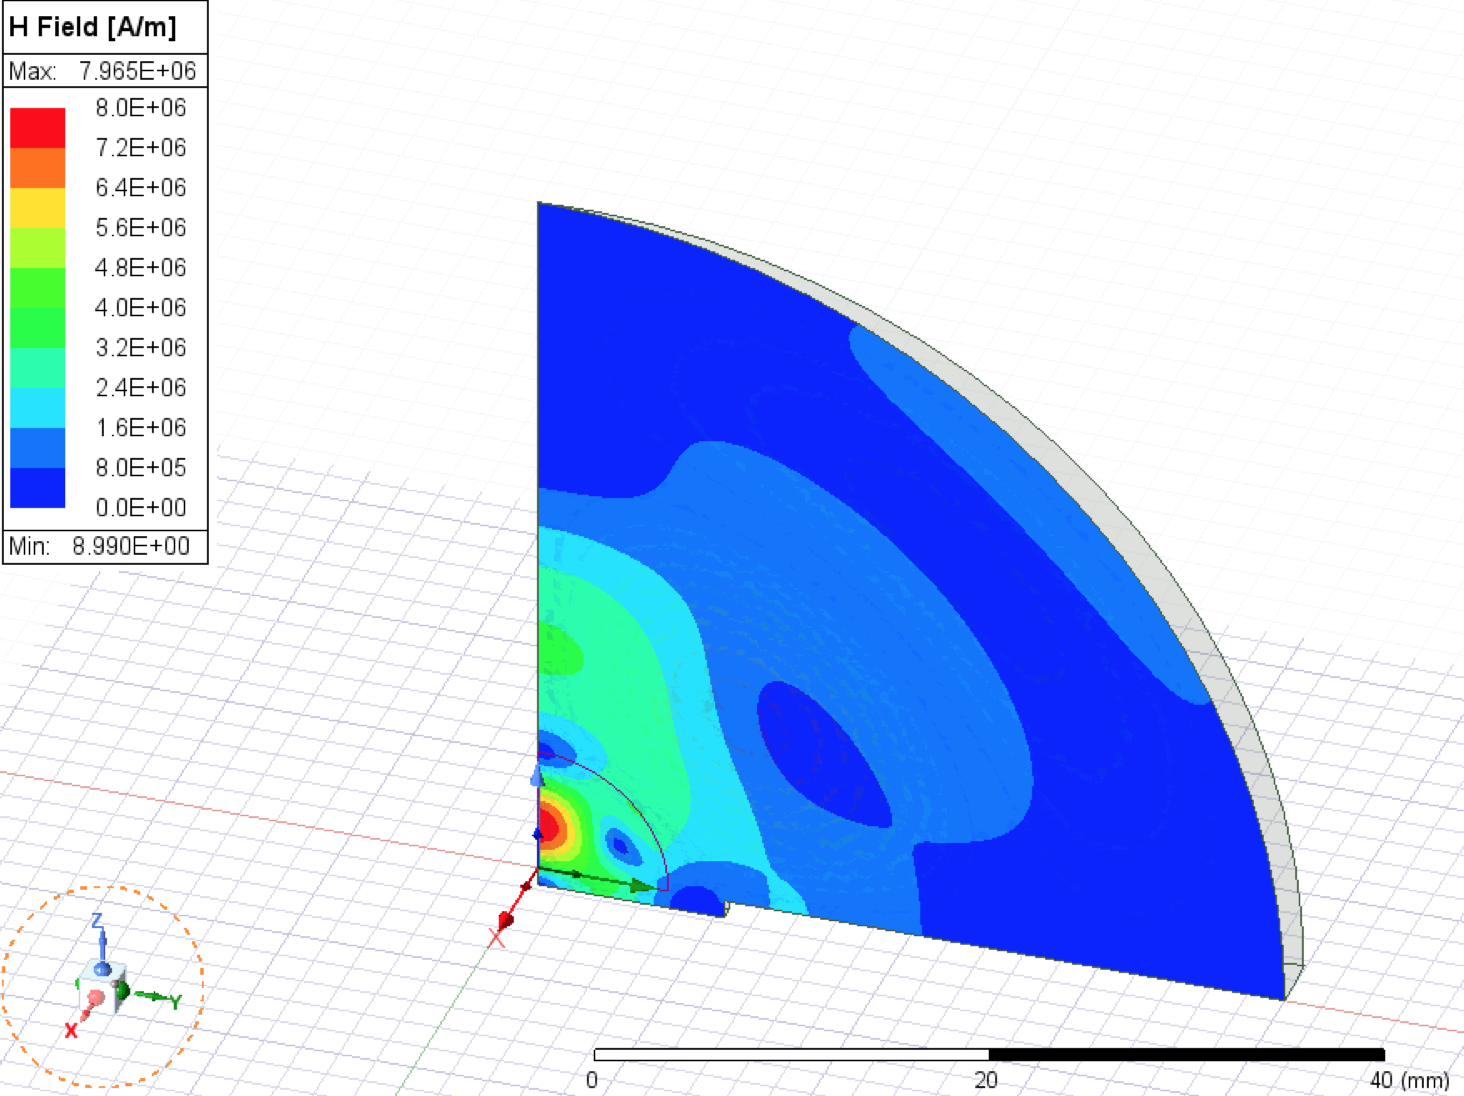 H Field [A/m]
Max: 7.965E+06
8.0E+06
7.2E+06
6.4E+06
5.6E+06
4.8E+06
4.0E+06
3.2E+06
2.4E+06
1.6E+06
8.0E+05
0.0E+00
Min: 8.990E+00
X
Z
Y
X
0 20 40 (mm)